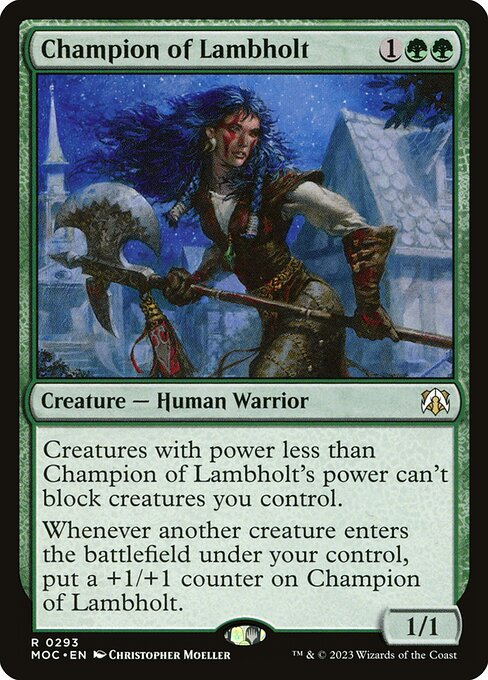 Champion of Lambholt 1
Creature — Human Warrior
Creatures with power less than
Champion of Lambholt's power can't
block creatures you control.
Whenever another creature enters
the battlefield under your control,
put a +1/+1 counter on Champion
of Lambholt.
1/1
R 0293
MOC • EN Christopher Moeller
™ & © 2023 Wizards of the Coast